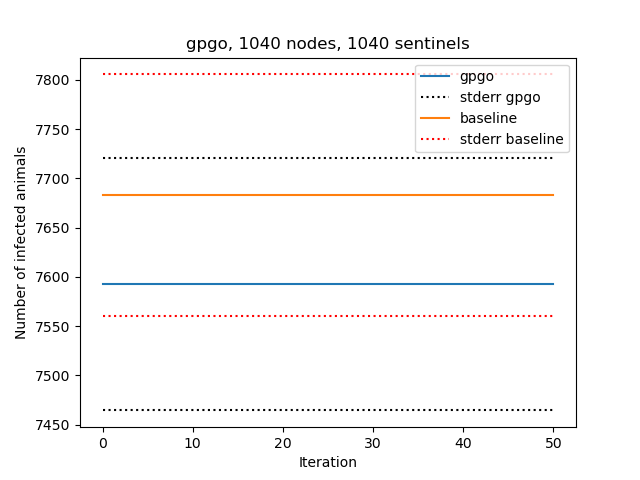 gpgo, 1040 nodes, 1040 sentinels
7800
7750
7700
7650
7600
7550
7500
7450
Number of infected animals
gpgo
stderr gpgo
baseline
stderr baseline
0 10 20 30 40 50
Iteration